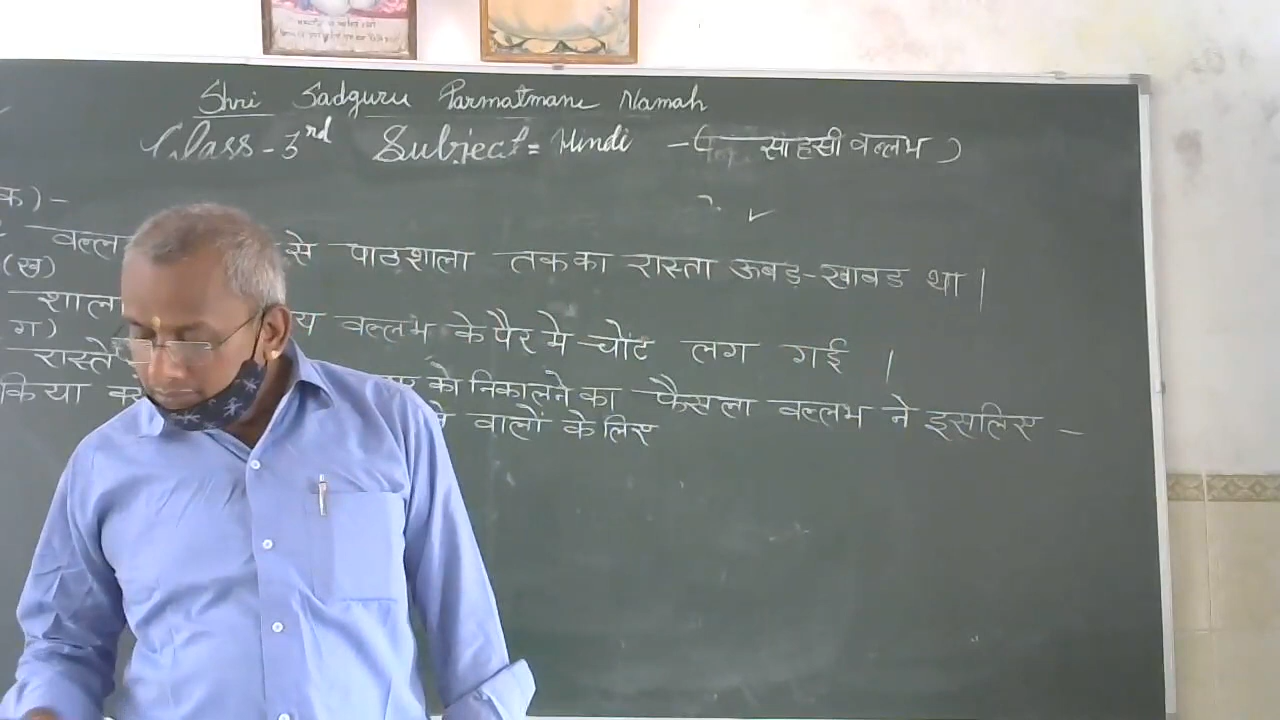 Shri Sadguru Parmatmane Namah
Class - 3rd Subject = Hindi - ( साहसी वल्लभ )
क) -
से पाठशाला तक का रास्ता ऊबड़-खाबड था |
(ख)
वल्लभ के पैर मे चोंट लग गई |
ग)
रास्ते को निकालने का फैसला वल्लभ ने इसलिए -
किया वालों के लिए